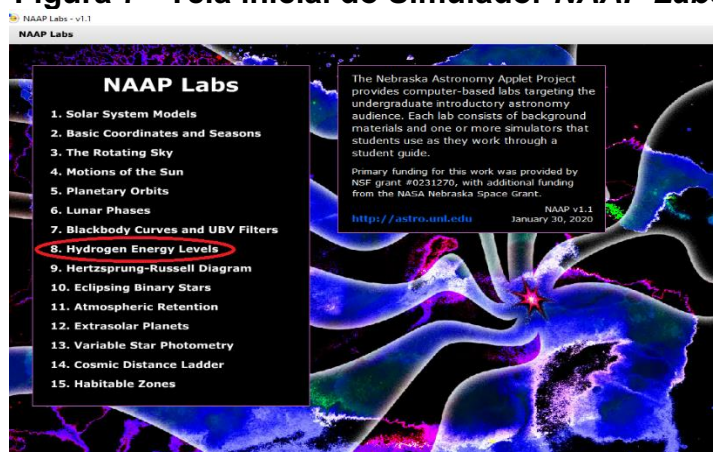 Figura 1 – Tela inicial do Simulador NAAP Labs
NAAP Labs - v1.1
NAAP Labs
NAAP Labs
1. Solar System Models
2. Basic Coordinates and Seasons
3. The Rotating Sky
4. Motions of the Sun
5. Planetary Orbits
6. Lunar Phases
7. Blackbody Curves and UBV Filters
8. Hydrogen Energy Levels
9. Hertzsprung-Russell Diagram
10. Eclipsing Binary Stars
11. Atmospheric Retention
12. Extrasolar Planets
13. Variable Star Photometry
14. Cosmic Distance Ladder
15. Habitable Zones
The Nebraska Astronomy Applet Project
provides computer-based labs targeting the
undergraduate introductory astronomy
audience. Each lab consists of background
materials and one or more simulators that
students use as they work through a
student guide.
Primary funding for this work was provided by
NSF grant #0231270, with additional funding
from the NASA Nebraska Space Grant.
NAAP v1.1
http://astro.unl.edu January 30, 2020